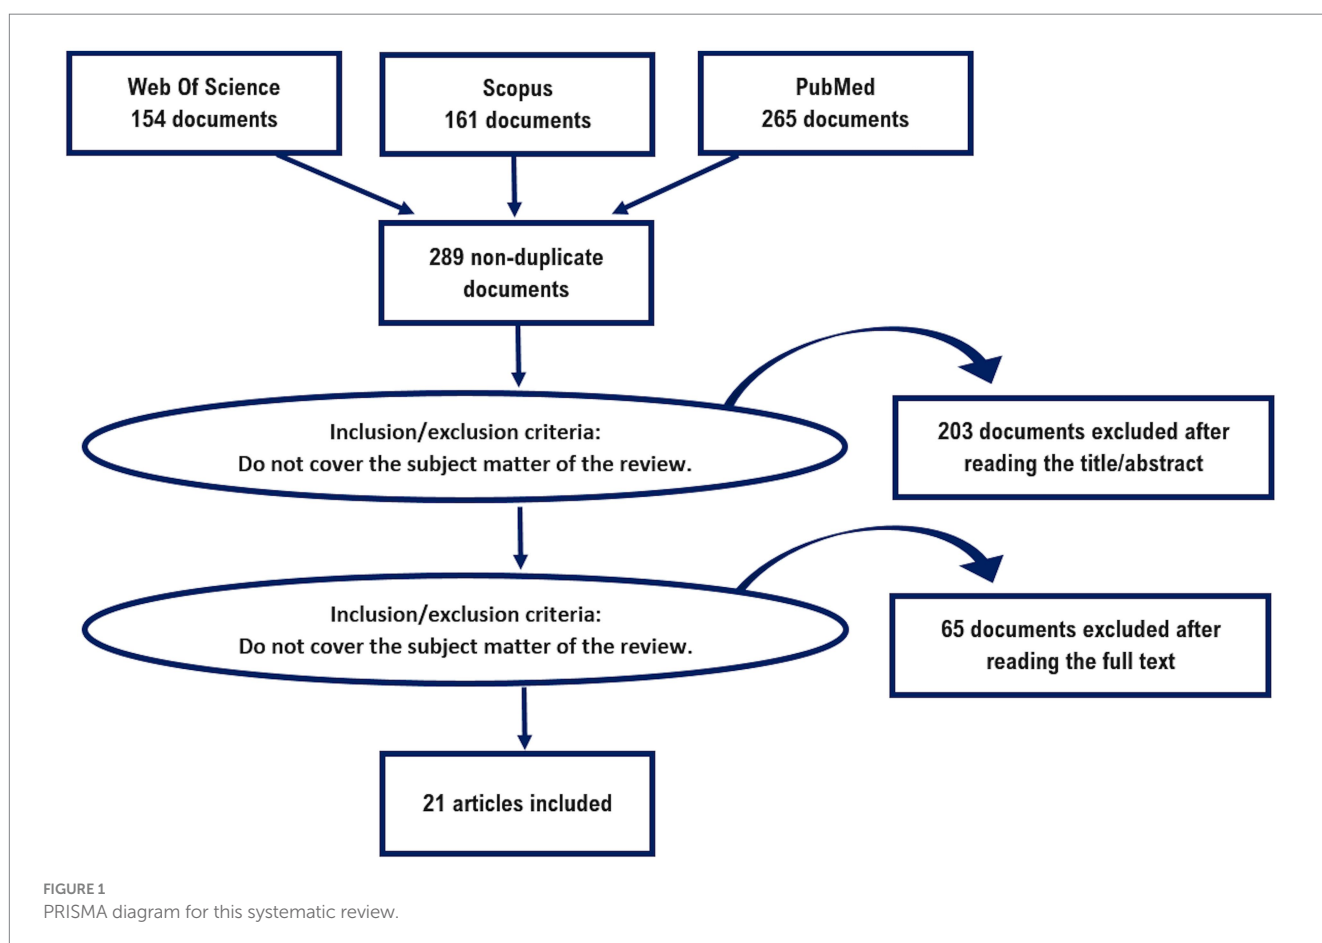 Web Of Science
154 documents
Scopus
161 documents
PubMed
265 documents
289 non-duplicate
documents
Inclusion/exclusion criteria:
Do not cover the subject matter of the review.
203 documents excluded after
reading the title/abstract
Inclusion/exclusion criteria:
Do not cover the subject matter of the review.
65 documents excluded after
reading the full text
21 articles included
FIGURE 1
PRISMA diagram for this systematic review.